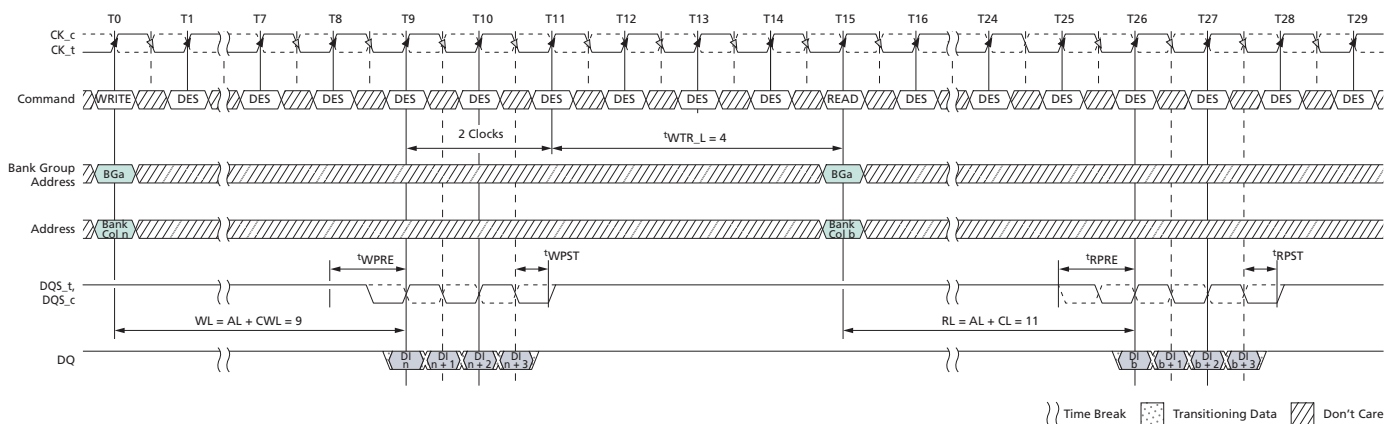 T0 T1 T7 T8 T9 T10 T11 T12 T13 T14 T15 T16 T24 T25 T26 T27 T28 T29
CK_c
CK_t
Command WRITE DES DES DES DES DES DES DES DES DES READ DES DES DES DES DES DES DES
2 Clocks tWTR_L = 4
Bank Group
Address
BGa BGa
Address
Bank
Col n
Bank
Col b
tWPRE tWPST tRPRE tRPST
DQS_t,
DQS_c
WL = AL + CWL = 9 RL = AL + CL = 11
DQ
DI
n
DI
n + 1
DI
n + 2
DI
n + 3
DI
b
DI
b + 1
DI
b + 2
DI
b + 3
Time Break Transitioning Data Don't Care